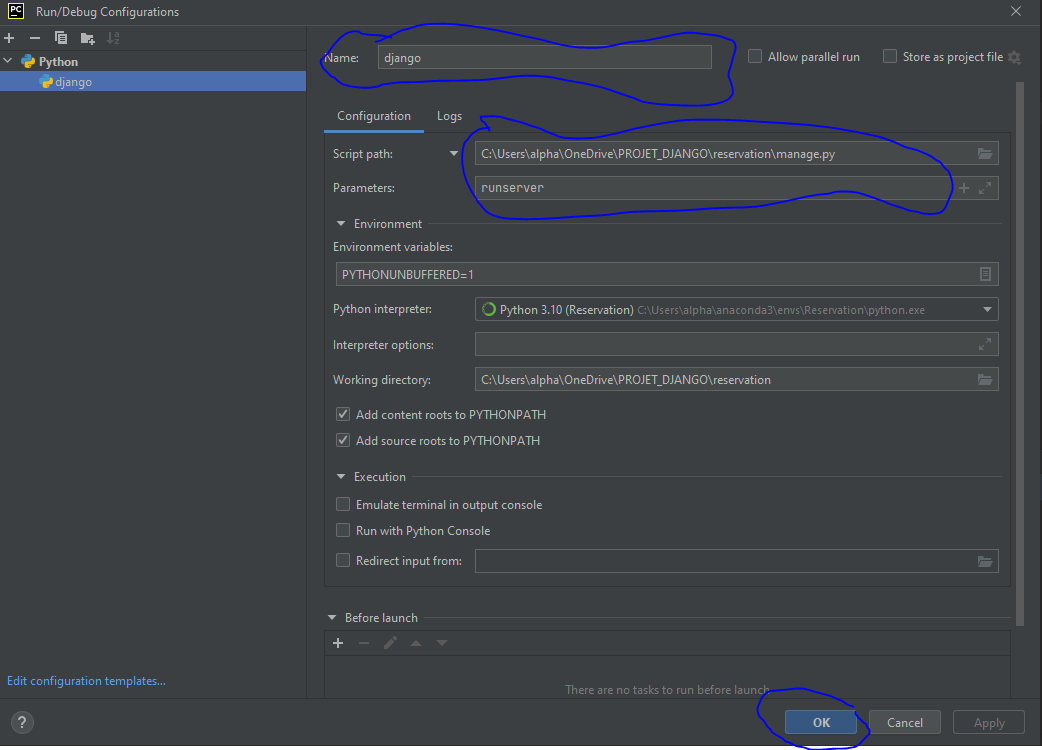 PC Run/Debug Configurations
Python
django
Name: django
Allow parallel run
Store as project file
Configuration Logs
Script path: C:\Users\alpha\OneDrive\PROJET_DJANGO\reservation\manage.py
Parameters: runserver
Environment
Environment variables:
PYTHONUNBUFFERED=1
Python interpreter: Python 3.10 (Reservation) C:\Users\alpha\anaconda3\envs\Reservation\python.exe
Interpreter options:
Working directory: C:\Users\alpha\OneDrive\PROJET_DJANGO\reservation
Add content roots to PYTHONPATH
Add source roots to PYTHONPATH
Execution
Emulate terminal in output console
Run with Python Console
Redirect input from:
Before launch
There are no tasks to run before launch
Edit configuration templates...
? OK Cancel Apply